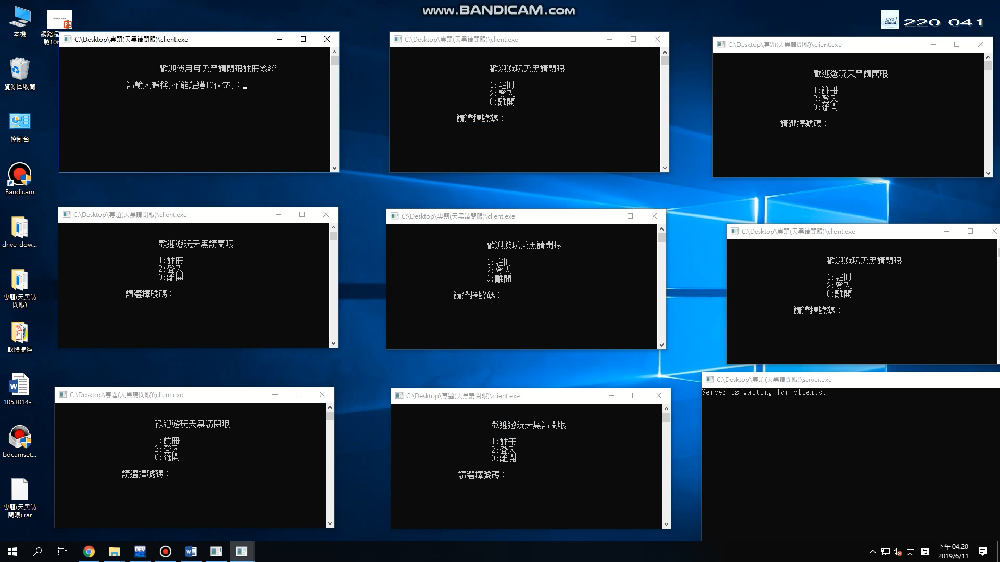 www.BANDICAM.com
EVO Cloud
220-041
本機
網路程
驗106
資源回收筒
控制台
Bandicam
drive-dow...
專題(天黑請
閉眼)
軟體捷徑
1053014-...
bdcamset...
專題(天黑請
閉眼).rar
C:\Desktop\專題(天黑請閉眼)\client.exe
歡迎使用用天黑請閉眼註冊系統
請輸入暱稱[不能超過10個字]：
C:\Desktop\專題(天黑請閉眼)\client.exe
歡迎遊玩天黑請閉眼
1:註冊
2:登入
0:離開
請選擇號碼：
C:\Desktop\專題(天黑請閉眼)\client.exe
歡迎遊玩天黑請閉眼
1:註冊
2:登入
0:離開
請選擇號碼：
C:\Desktop\專題(天黑請閉眼)\client.exe
歡迎遊玩天黑請閉眼
1:註冊
2:登入
0:離開
請選擇號碼：
C:\Desktop\專題(天黑請閉眼)\client.exe
歡迎遊玩天黑請閉眼
1:註冊
2:登入
0:離開
請選擇號碼：
C:\Desktop\專題(天黑請閉眼)\client.exe
歡迎遊玩天黑請閉眼
1:註冊
2:登入
0:離開
請選擇號碼：
C:\Desktop\專題(天黑請閉眼)\client.exe
歡迎遊玩天黑請閉眼
1:註冊
2:登入
0:離開
請選擇號碼：
C:\Desktop\專題(天黑請閉眼)\client.exe
歡迎遊玩天黑請閉眼
1:註冊
2:登入
0:離開
請選擇號碼：
C:\Desktop\專題(天黑請閉眼)\server.exe
Server is waiting for clients.
DEV
英
ㄅ
下午 04:20
2019/6/11